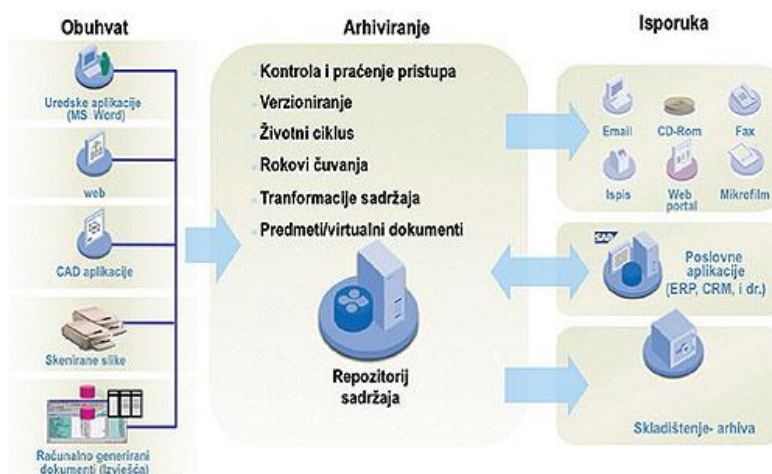 Obuhvat
Uredske aplikacije
(MS Word)
web
CAD aplikacije
Skenirane slike
Računalno generirani
dokumenti (Izvješća)
Arhiviranje
Kontrola i praćenje pristupa
Verzioniranje
Životni ciklus
Rokovi čuvanja
Tranformacije sadržaja
Predmeti/virtualni dokumenti
Repozitorij
sadržaja
Isporuka
Email
CD-Rom
Fax
Ispis
Web
portal
Mikrofilm
SAP
Poslovne
aplikacije
(ERP, CRM, i dr.)
Skladištenje- arhiva